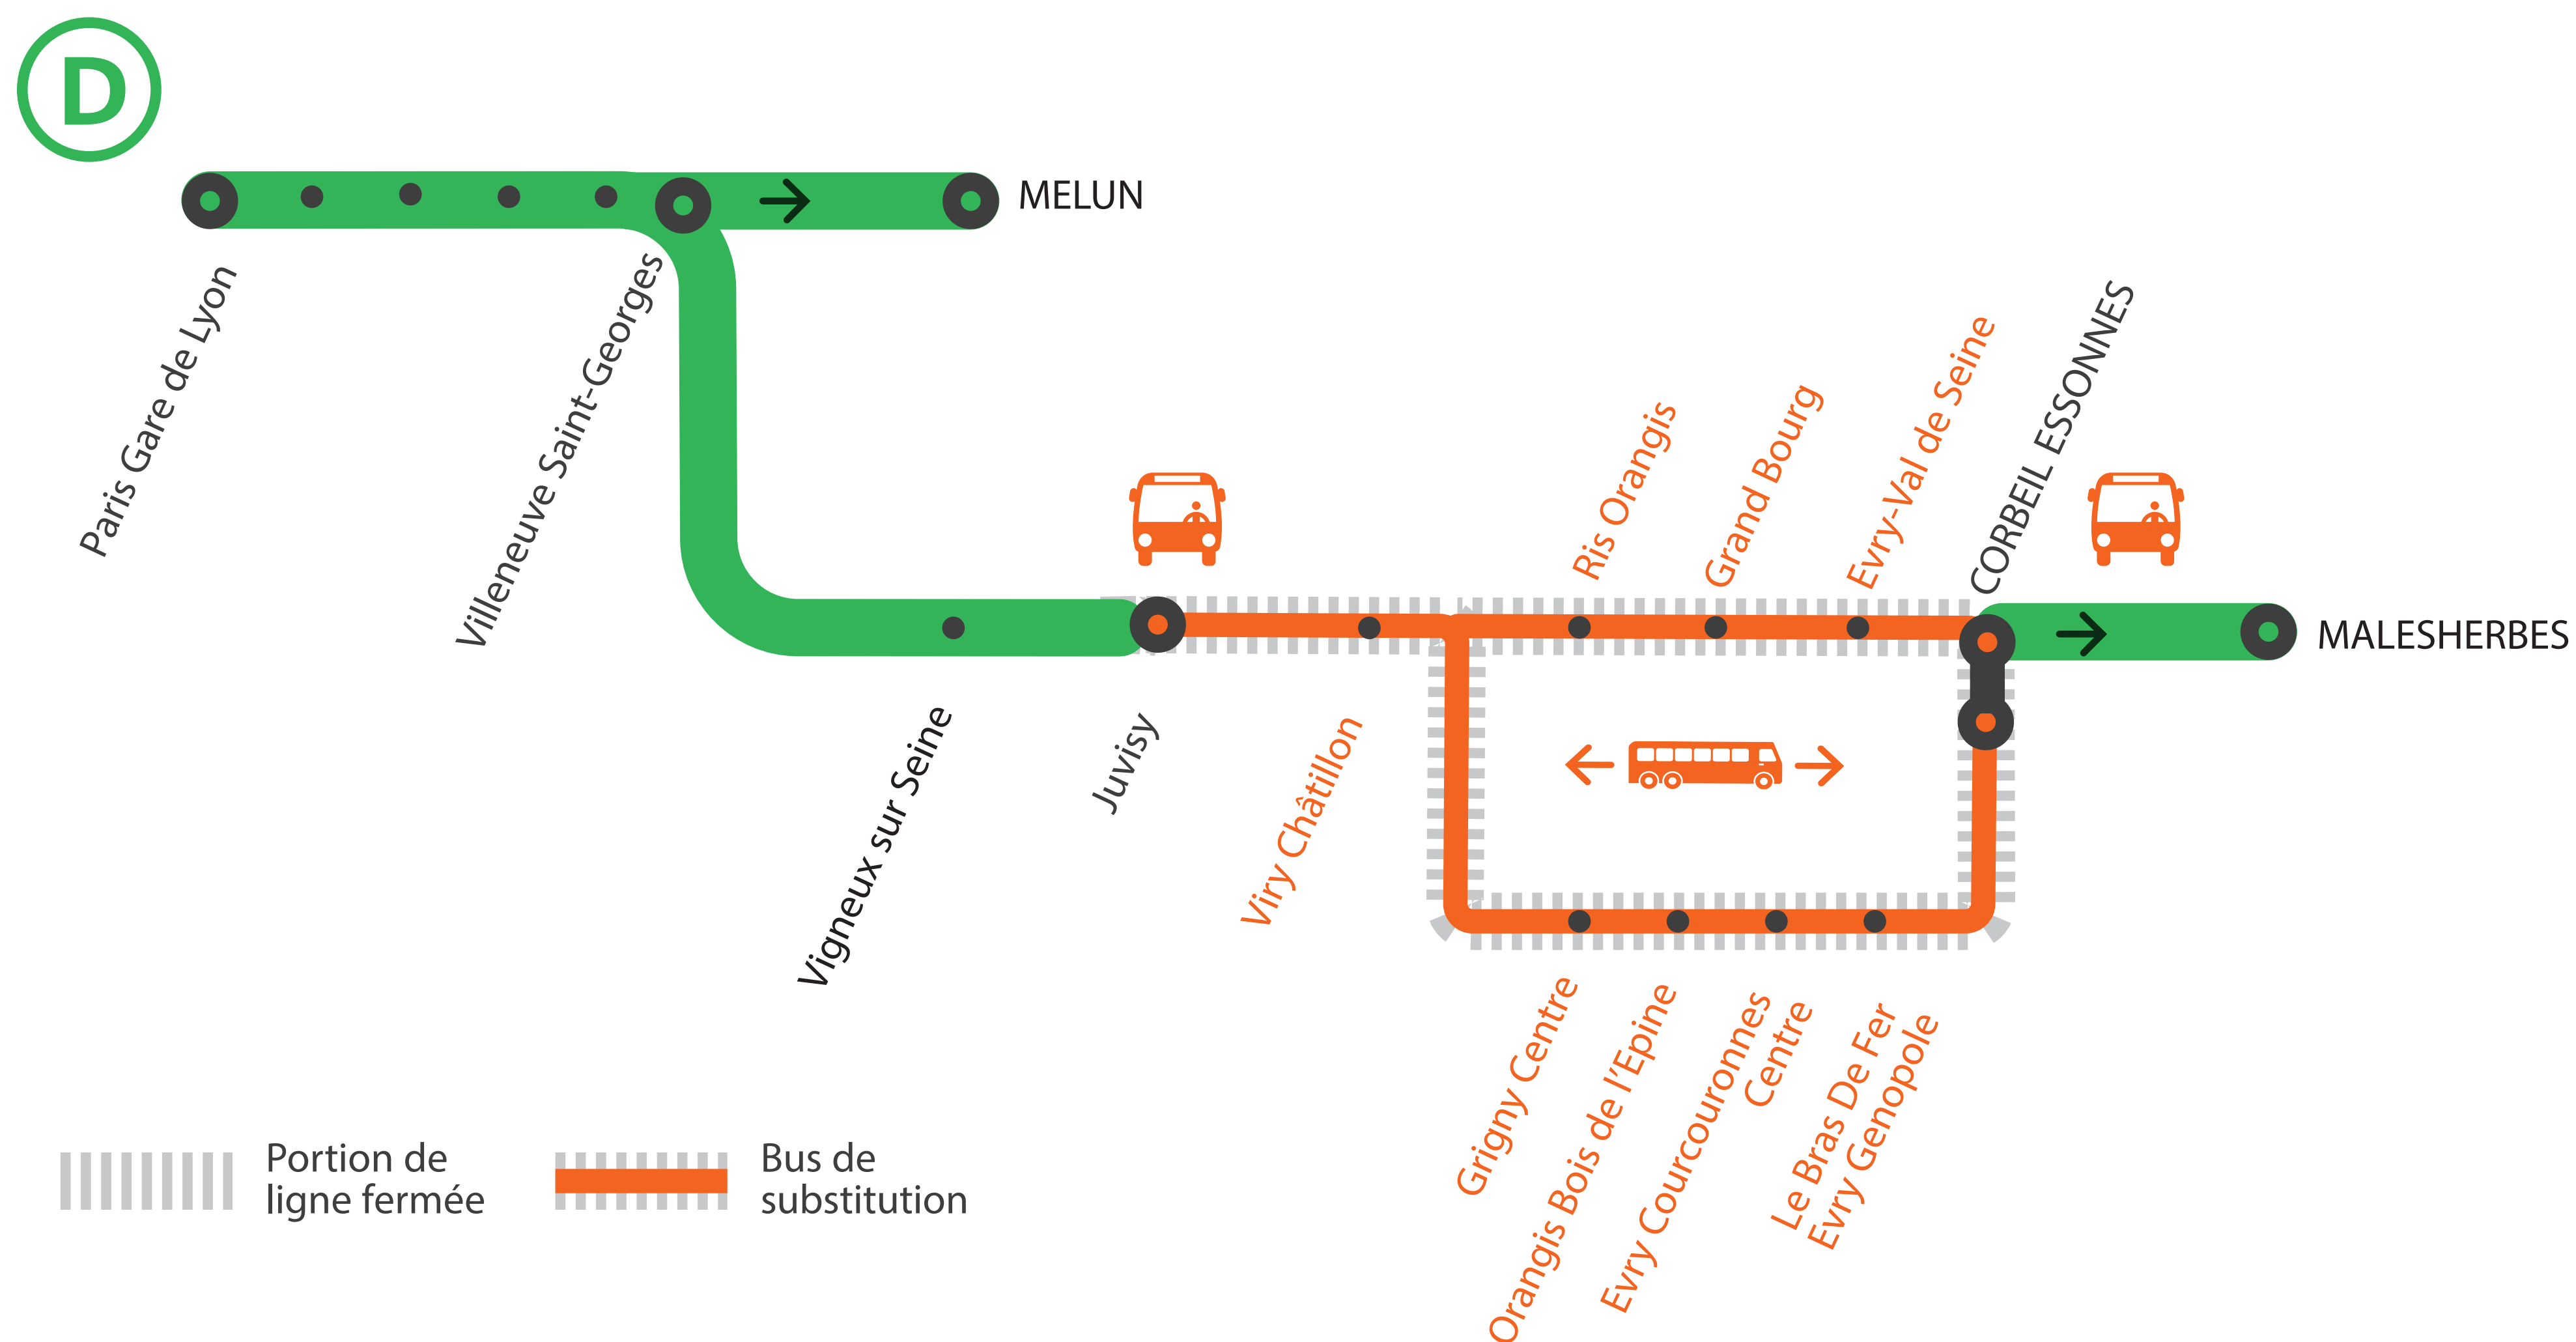 D
MELUN
Paris Gare de Lyon
Villeneuve Saint-Georges
Vigneux sur Seine
Juvisy
Viry Châtillon
Ris Orangis
Grand Bourg
Evry-Val de Seine
CORBEIL ESSONNES
MALESHERBES
Grigny Centre
Orangis Bois de l'Epine
Evry Courcouronnes
Centre
Le Bras De Fer
Evry Genopole
Portion de
ligne fermée
Bus de
substitution